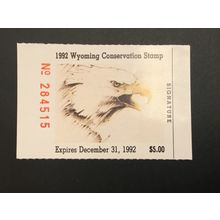 1992 Wyoming Conservation Stamp
No 284515
SIGNATURE
Expires December 31, 1992 $5.00